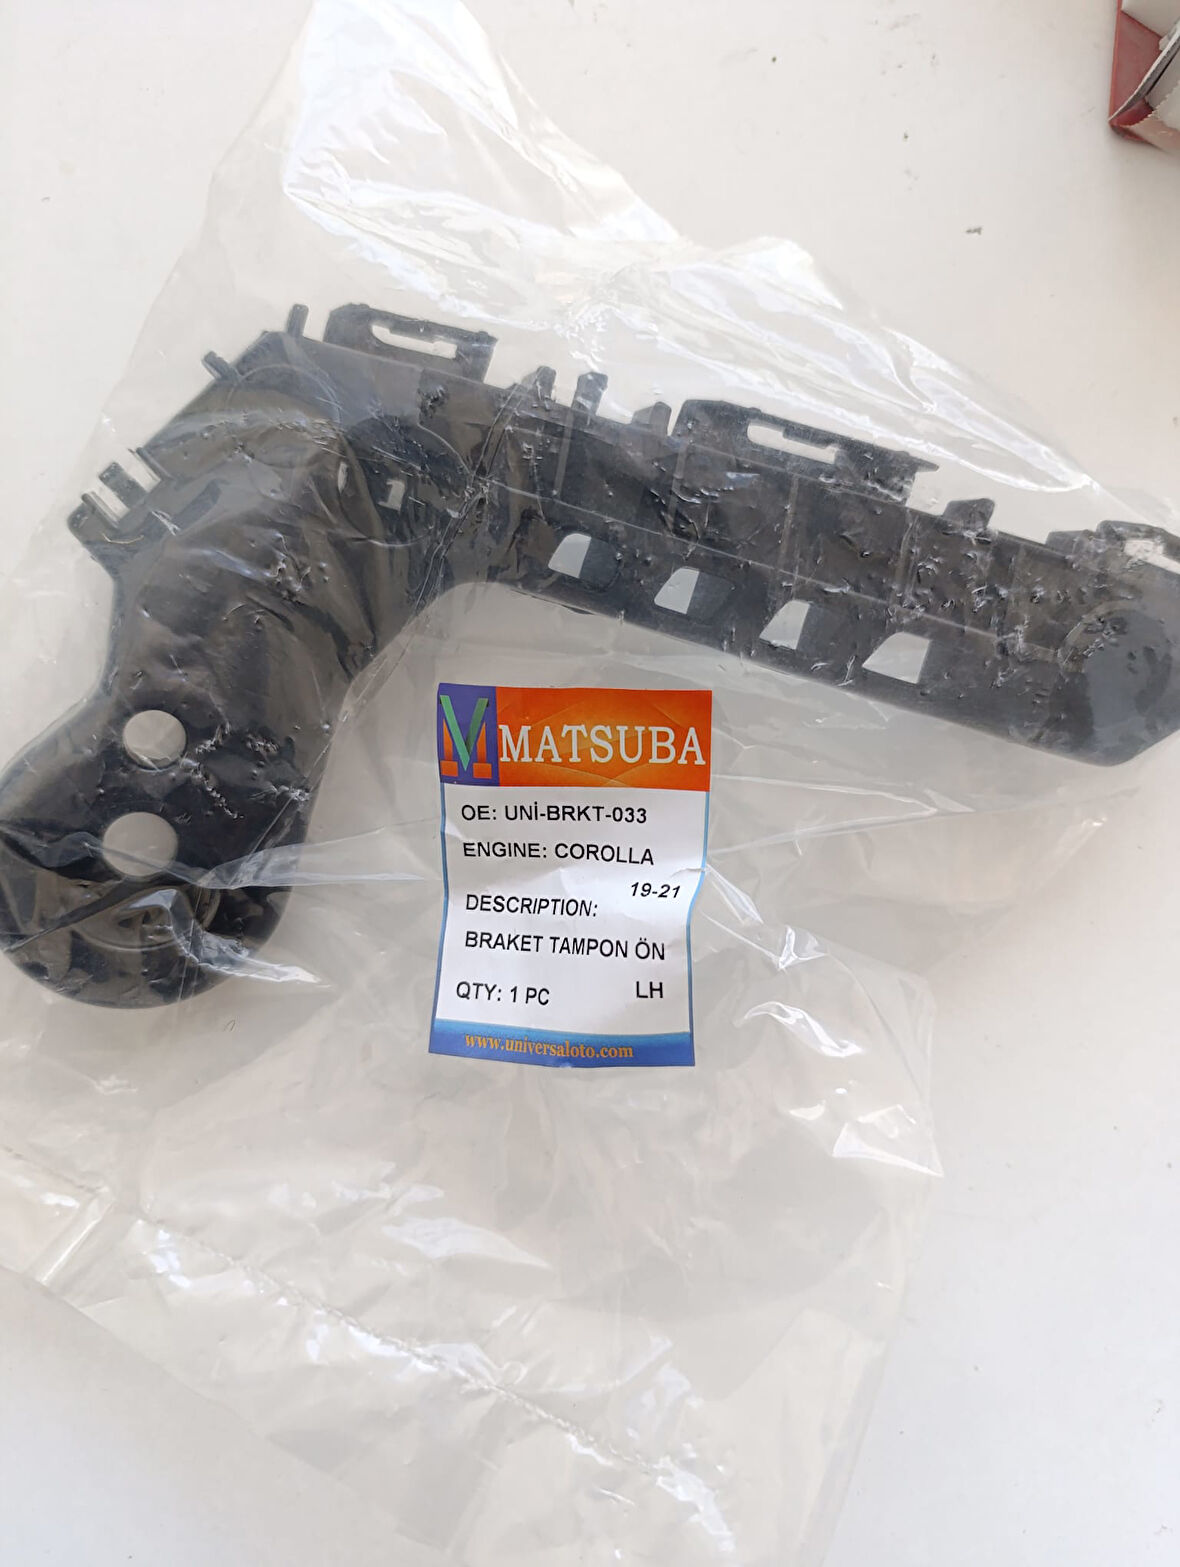 MATSUBA
OE: UNİ-BRKT-033
ENGINE: COROLLA
19-21
DESCRIPTION:
BRAKET TAMPON ÖN
QTY: 1 PC LH
www.universaloto.com